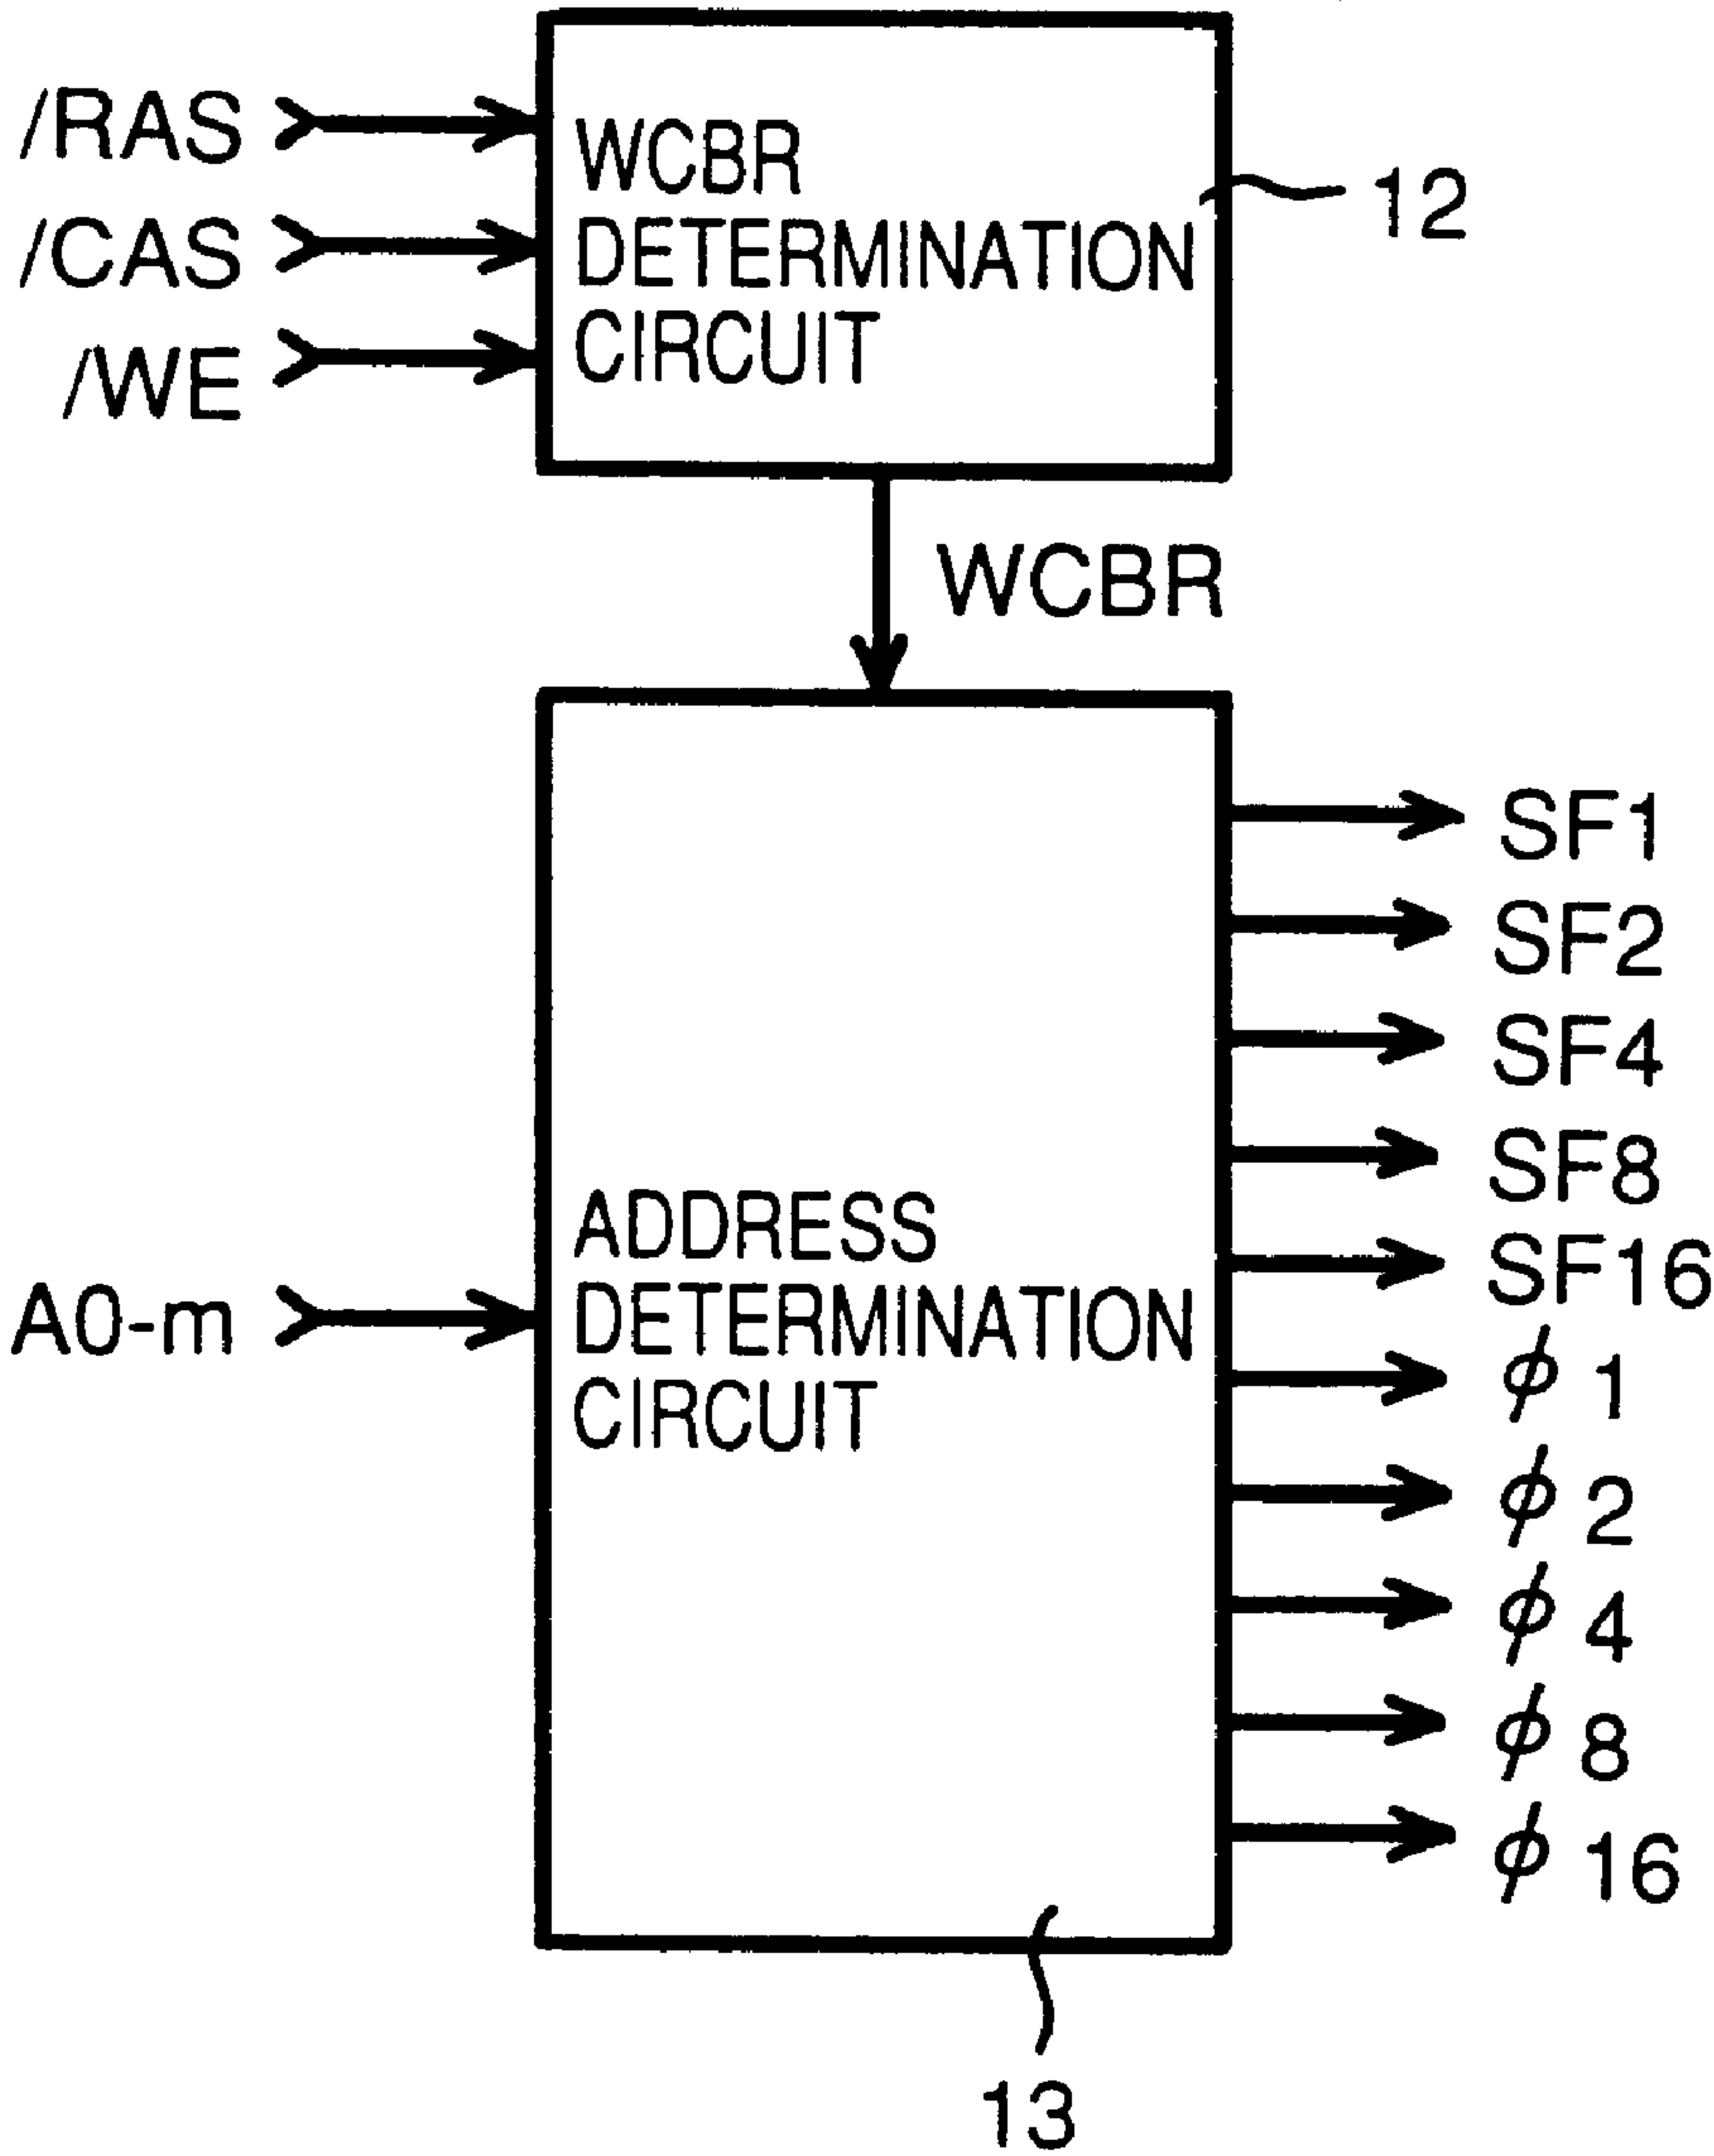 /RAS
/CAS
/WE
WCBR
DETERMINATION
CIRCUIT
12
WCBR
A0-m
ADDRESS
DETERMINATION
CIRCUIT
SF1
SF2
SF4
SF8
SF16
ϕ 1
ϕ 2
ϕ 4
ϕ 8
ϕ 16
13